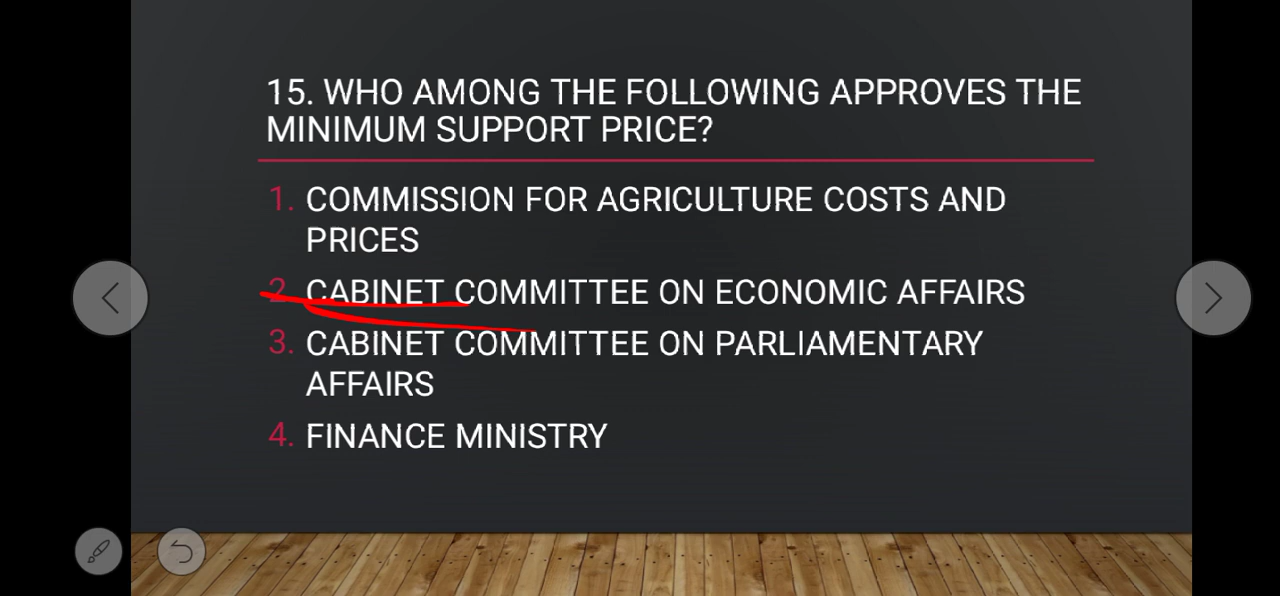 15. WHO AMONG THE FOLLOWING APPROVES THE
MINIMUM SUPPORT PRICE?
1. COMMISSION FOR AGRICULTURE COSTS AND
PRICES
2. CABINET COMMITTEE ON ECONOMIC AFFAIRS
3. CABINET COMMITTEE ON PARLIAMENTARY
AFFAIRS
4. FINANCE MINISTRY